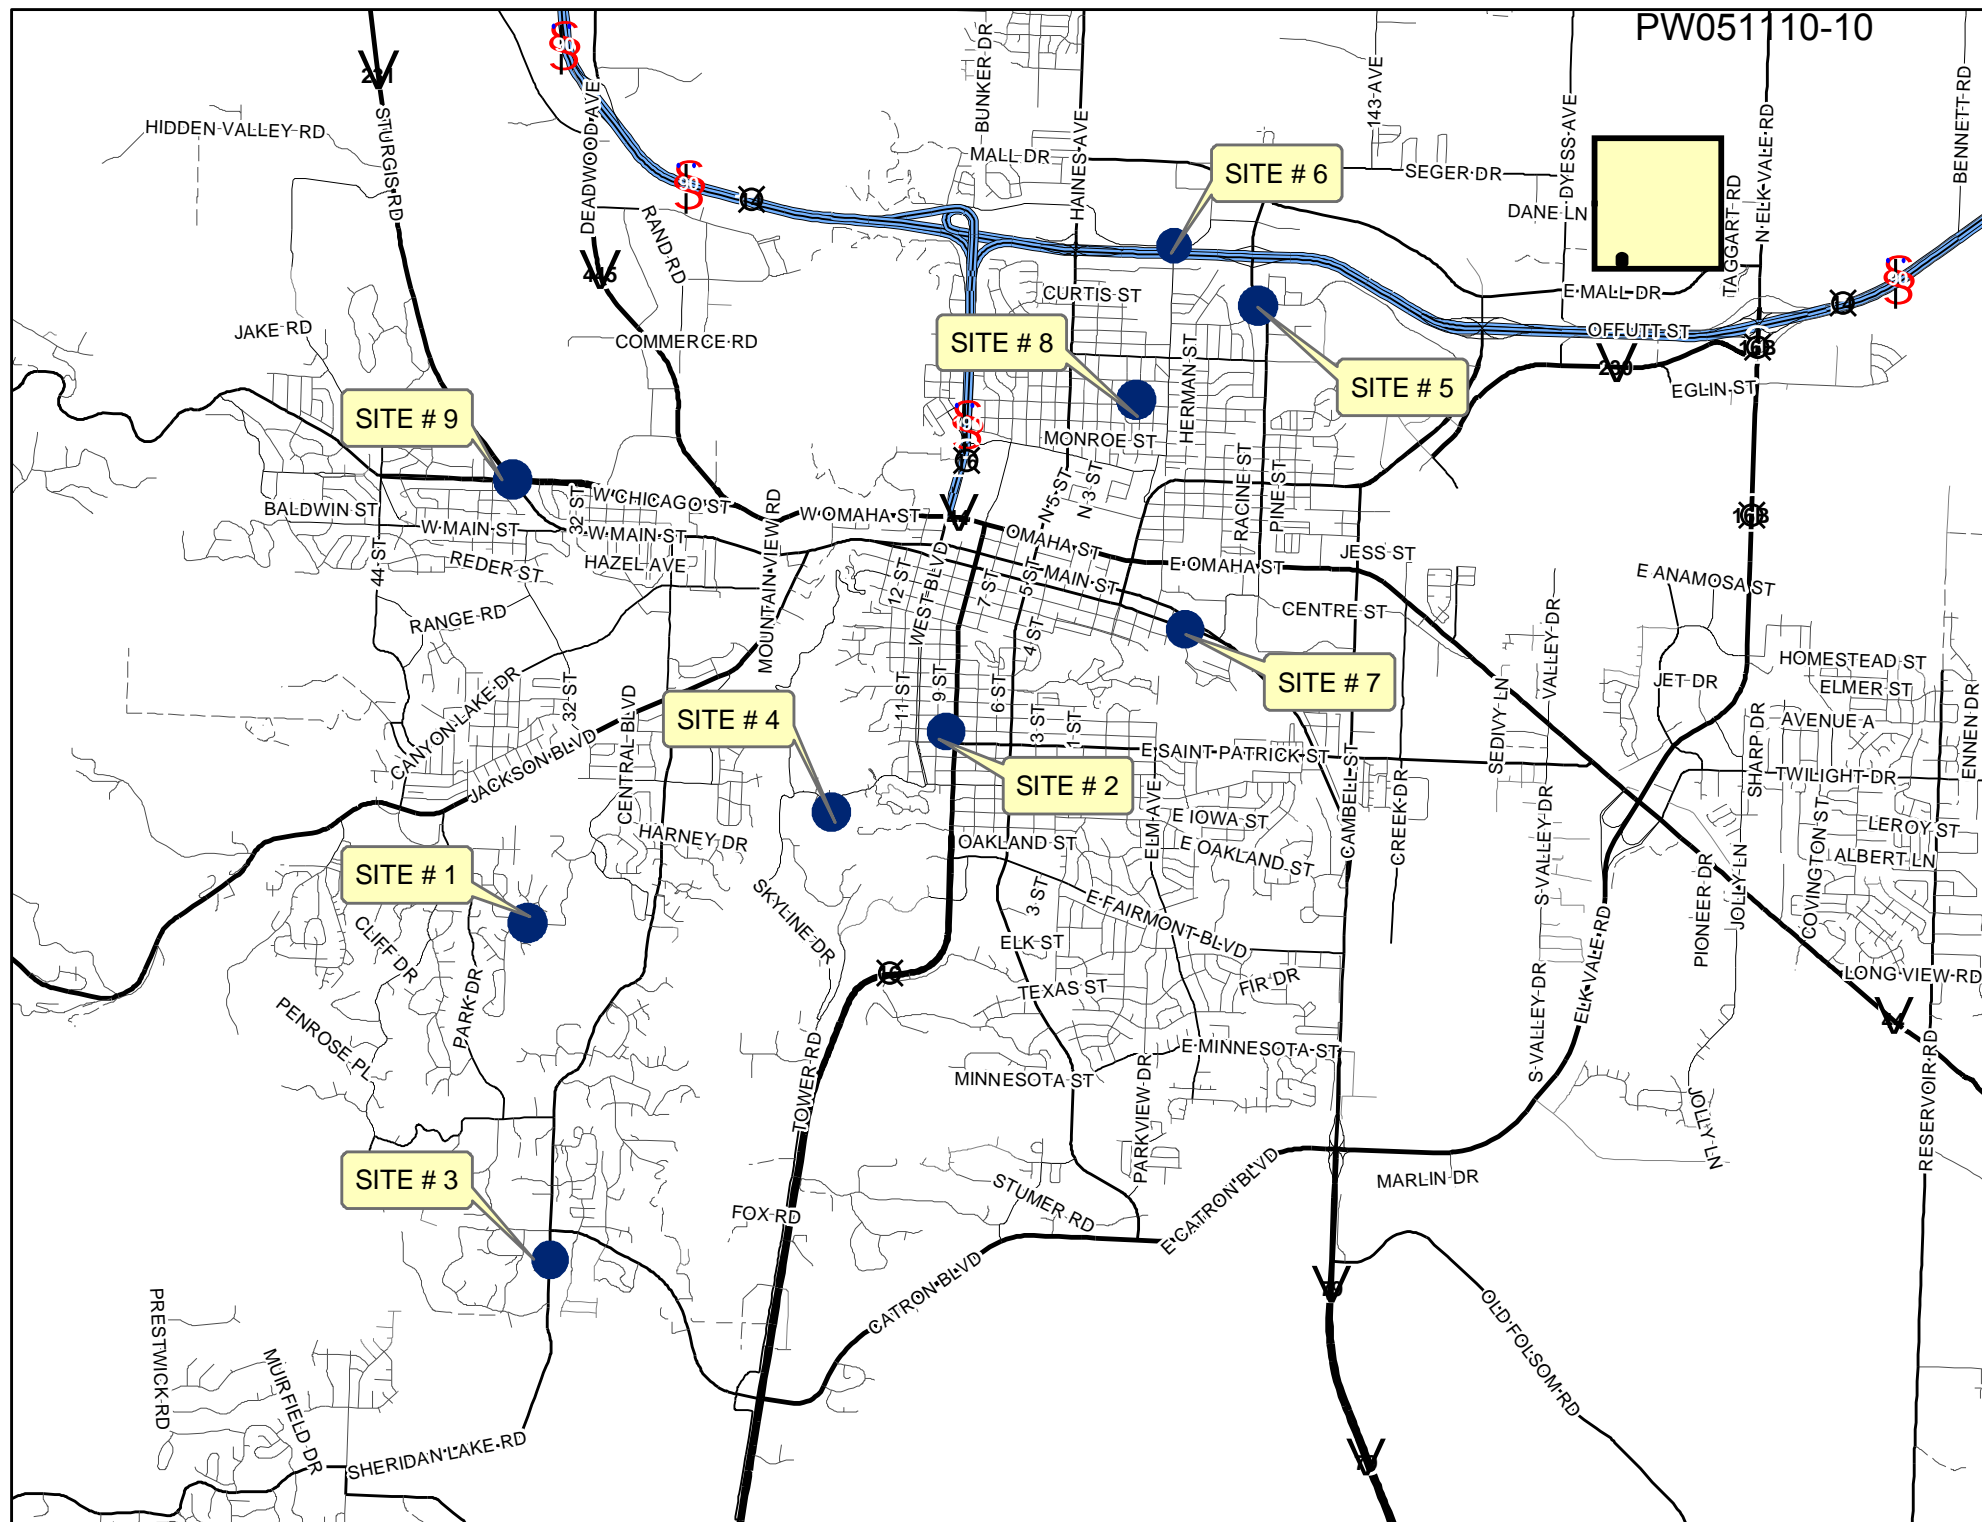 PW051110-10
BUNKER DR
143 AVE
BENNETT RD
231
90
DEADWOOD AVE
STURGIS RD
HIDDEN VALLEY RD
HAINES AVE
DYESS AVE
N ELK VALE RD
MALL DR
SEGER DR
SITE # 6
90
14
RAND RD
DANE LN
TAGGART RD
445
CURTIS ST
E MALL DR
90
14
JAKE RD
COMMERCE RD
SITE # 8
HERMAN ST
OFFUTT ST
SITE # 5
EGLIN ST
SITE # 9
MONROE ST
RACINE ST
PINE ST
N 5 ST
N 3 ST
BALDWIN ST
32 ST
W CHICAGO ST
W MAIN ST
W MAIN ST
MOUNTAIN VIEW RD
W OMAHA ST
44
OMAHA ST
JESS ST
44 ST
REDER ST
HAZEL AVE
12 ST
WEST BLVD
7 ST
5 ST
MAIN ST
E OMAHA ST
E ANAMOSA ST
RANGE RD
4 ST
CENTRE ST
VALLEY DR
HOMESTEAD ST
CANYON LAKE DR
32 ST
CENTRAL BLVD
11 ST
9 ST
6 ST
SITE # 7
JET DR
ELMER ST
SITE # 4
3 ST
1 ST
SEDIVY LN
SHARP DR
AVENUE A
ENNEN DR
JACKSON BLVD
E SAINT PATRICK ST
SITE # 2
CAMBELL ST
CREEK DR
TWILIGHT DR
HARNEY DR
ELM AVE
E IOWA ST
S VALLEY DR
COVINGTON ST
LEROY ST
OAKLAND ST
E OAKLAND ST
ALBERT LN
SITE # 1
SKYLINE DR
3 ST
E FAIRMONT BLVD
PIONEER DR
JOLLY LN
CLIFF DR
ELK ST
ELK VALE RD
LONG VIEW RD
16
TEXAS ST
FIR DR
S VALLEY DR
PARK DR
PENROSE PL
TOWER RD
E MINNESOTA ST
MINNESOTA ST
PARKVIEW DR
44
RESERVOIR RD
JOLLY LN
SITE # 3
FOX RD
STUMER RD
E CATRON BLVD
MARLIN DR
CATRON BLVD
79
OLD FOLSOM RD
PRESTWICK RD
MUIRFIELD DR
SHERIDAN LAKE RD
79